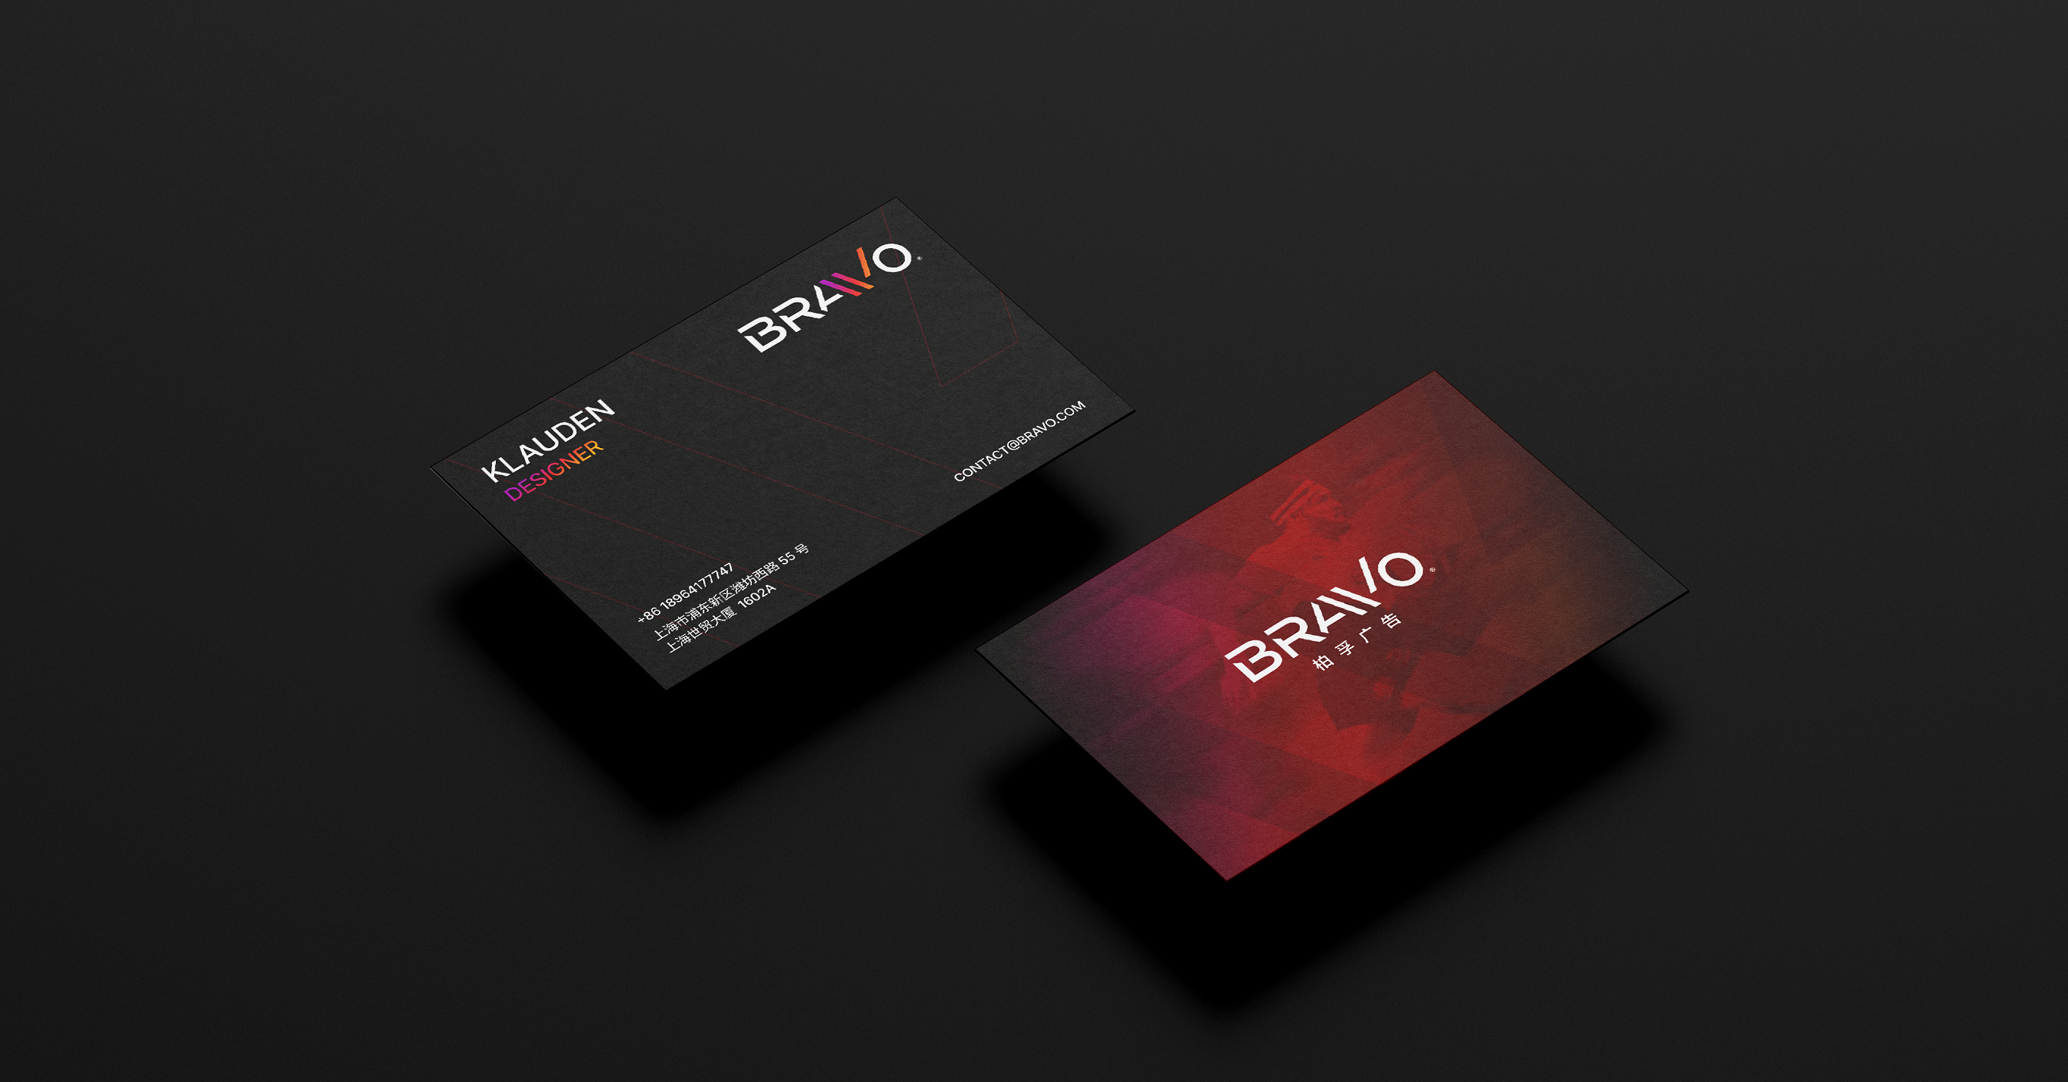 BRAVO®
KLAUDEN
DESIGNER
CONTACT@BRAVO.COM
+86 18964177747
上海市浦东新区潍坊西路 55 号
上海世贸大厦 1602A
BRAVO®
柏孚广告